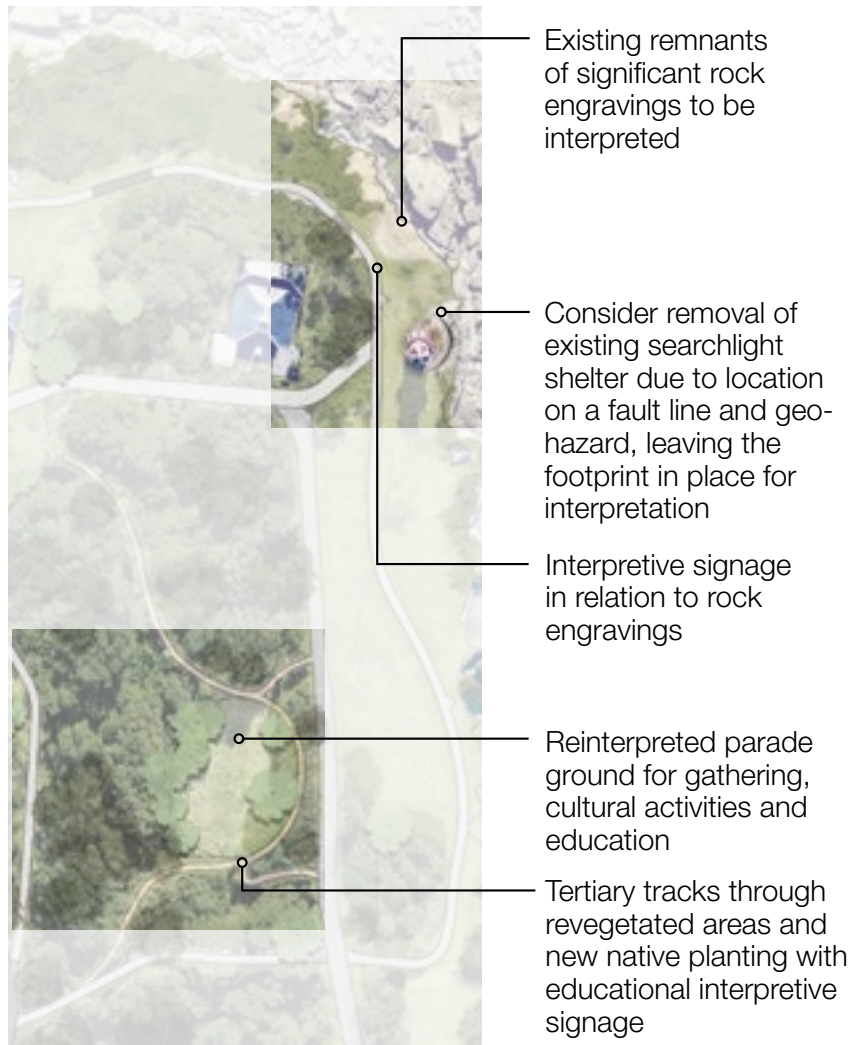 Existing remnants
of significant rock
engravings to be
interpreted
Consider removal of
existing searchlight
shelter due to location
on a fault line and geo-
hazard, leaving the
footprint in place for
interpretation
Interpretive signage
in relation to rock
engravings
Reinterpreted parade
ground for gathering,
cultural activities and
education
Tertiary tracks through
revegetated areas and
new native planting with
educational interpretive
signage